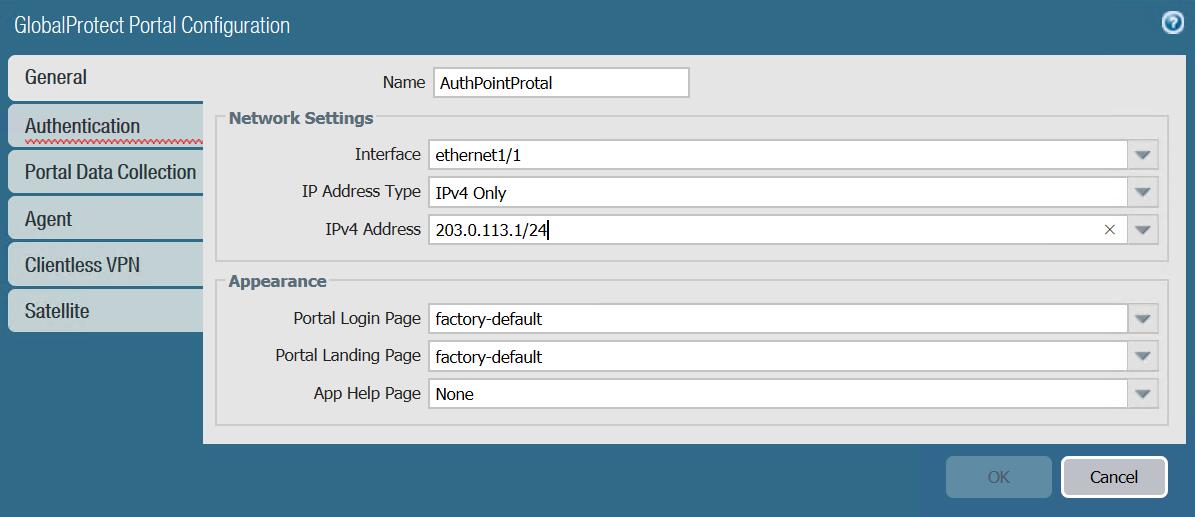 GlobalProtect Portal Configuration
?
General
Authentication
Portal Data Collection
Agent
Clientless VPN
Satellite
Name AuthPointProtal
Network Settings
Interface ethernet1/1
IP Address Type IPv4 Only
IPv4 Address 203.0.113.1/24
Appearance
Portal Login Page factory-default
Portal Landing Page factory-default
App Help Page None
OK Cancel